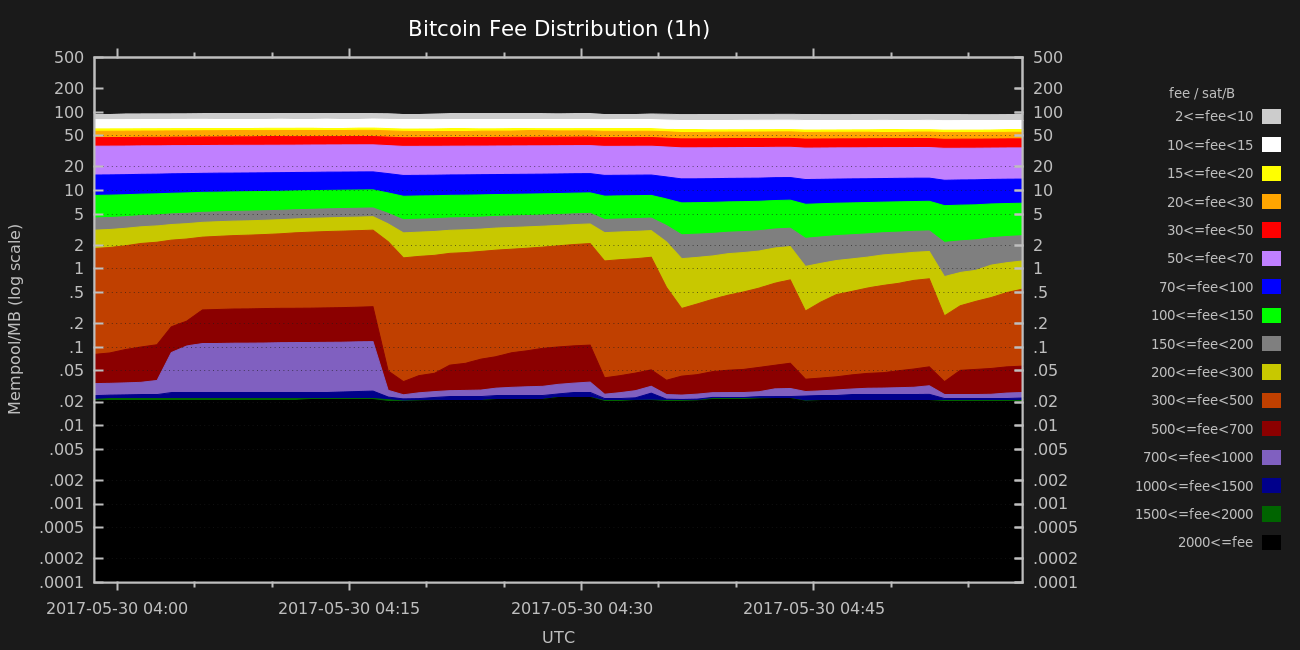 Bitcoin Fee Distribution (1h)
Mempool/MB (log scale)
500
200
100
50
20
10
5
2
1
.5
.2
.1
.05
.02
.01
.005
.002
.001
.0005
.0002
.0001
500
200
100
50
20
10
5
2
1
.5
.2
.1
.05
.02
.01
.005
.002
.001
.0005
.0002
.0001
2017-05-30 04:00 2017-05-30 04:15 2017-05-30 04:30 2017-05-30 04:45
UTC
fee / sat/B
2<=fee<10
10<=fee<15
15<=fee<20
20<=fee<30
30<=fee<50
50<=fee<70
70<=fee<100
100<=fee<150
150<=fee<200
200<=fee<300
300<=fee<500
500<=fee<700
700<=fee<1000
1000<=fee<1500
1500<=fee<2000
2000<=fee